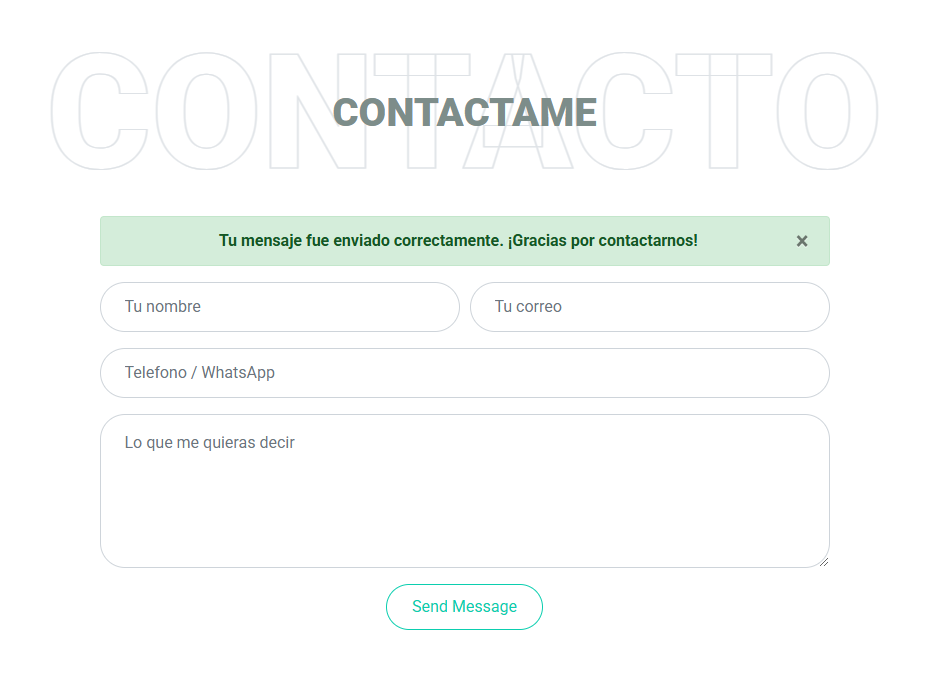 CONTACTO
CONTACTAME
Tu mensaje fue enviado correctamente. ¡Gracias por contactarnos! ×
Tu nombre Tu correo
Telefono / WhatsApp
Lo que me quieras decir
Send Message